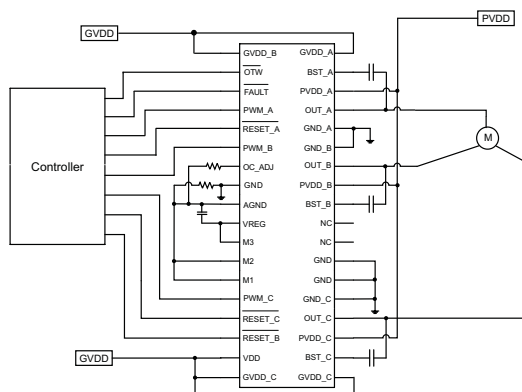 GVDD
PVDD
GVDD_B GVDD_A
OTW BST_A
FAULT PVDD_A
PWM_A OUT_A
RESET_A GND_A
PWM_B GND_B
OC_ADJ OUT_B
GND PVDD_B
AGND BST_B
VREG NC
M3 NC
M2 GND
M1 GND
PWM_C GND_C
RESET_C OUT_C
RESET_B PVDD_C
VDD BST_C
GVDD_C GVDD_C
Controller
M
GVDD